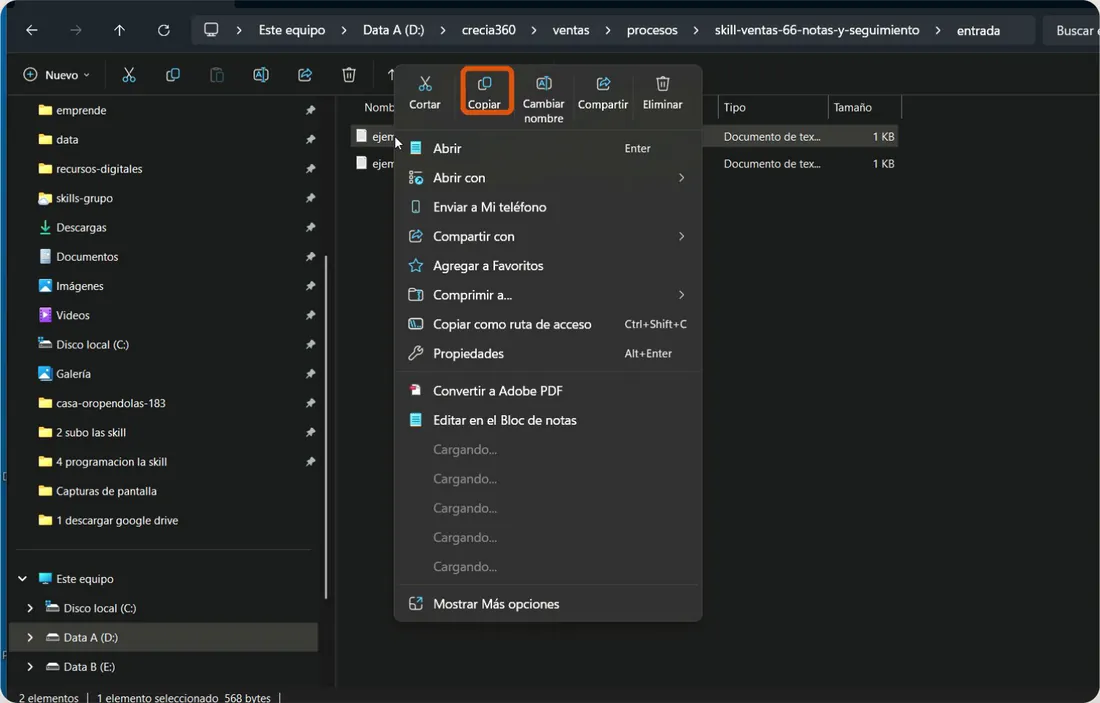 Este equipo > Data A (D:) > crecia360 > ventas > procesos > skill-ventas-66-notas-y-seguimiento > entrada
Buscar
Nuevo
Cortar
Copiar
Cambiar nombre
Compartir
Eliminar
Tipo
Tamaño
emprende
data
recursos-digitales
skills-grupo
Descargas
Documentos
Imágenes
Videos
Disco local (C:)
Galería
casa-oropendolas-183
2 subo las skill
4 programacion la skill
Capturas de pantalla
1 descargar google drive
Este equipo
Disco local (C:)
Data A (D:)
Data B (E:)
Nomb
ejem
Documento de tex... 1 KB
ejem
Documento de tex... 1 KB
Abrir Enter
Abrir con
Enviar a Mi teléfono
Compartir con
Agregar a Favoritos
Comprimir a...
Copiar como ruta de acceso Ctrl+Shift+C
Propiedades Alt+Enter
Convertir a Adobe PDF
Editar en el Bloc de notas
Cargando...
Cargando...
Cargando...
Cargando...
Cargando...
Mostrar Más opciones
2 elementos | 1 elemento seleccionado 568 bytes |